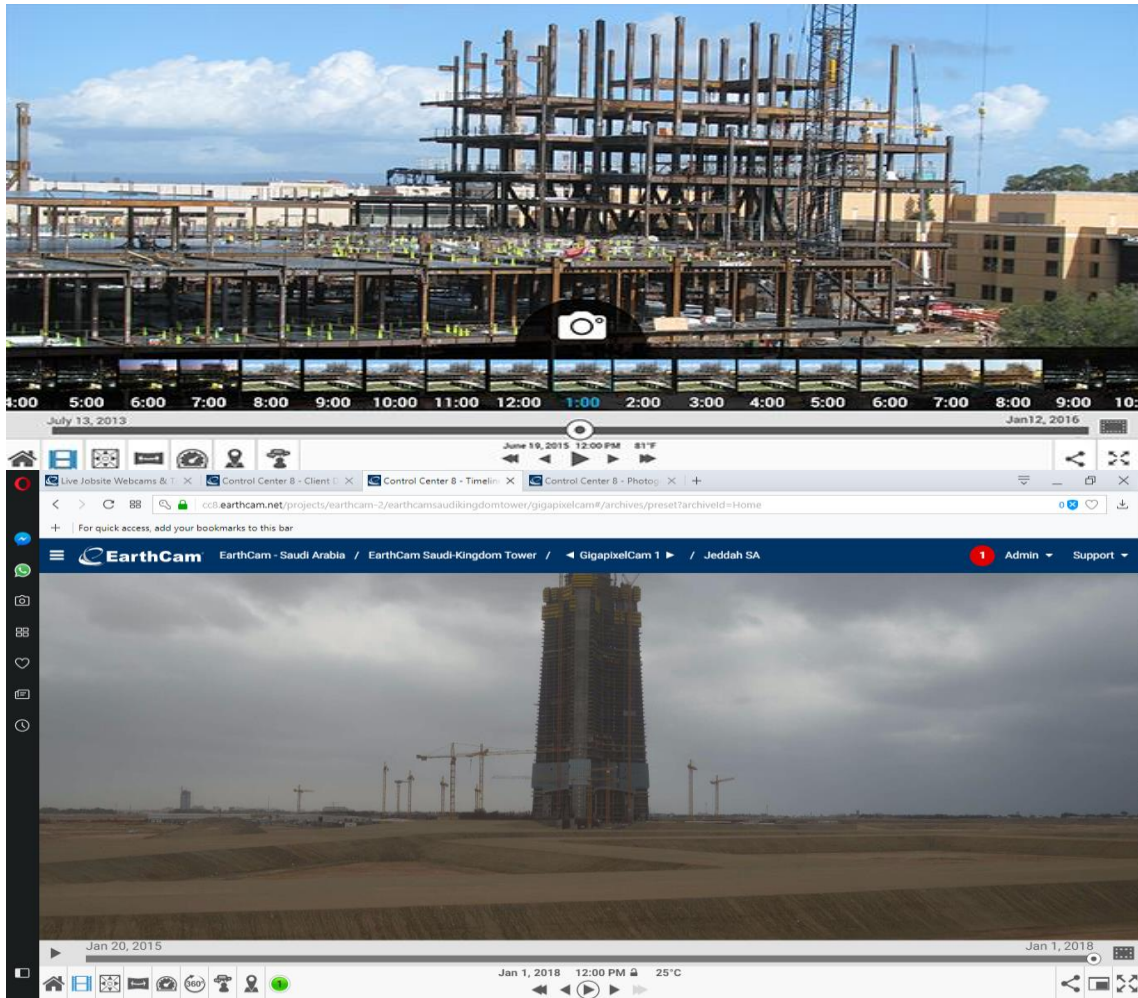 4:00 5:00 6:00 7:00 8:00 9:00 10:00 11:00 12:00 1:00 2:00 3:00 4:00 5:00 6:00 7:00 8:00 9:00 10:
July 13, 2013 Jan12, 2016
June 19, 2015 12:00 PM 81°F
Live Jobsite Webcams & T Control Center 8 - Client Control Center 8 - Timelin Control Center 8 - Photog
cc8.earthcam.net/projects/earthcam-2/earthcamsaudikingdomtower/gigapixelcam#/archives/preset?archiveId=Home 0
For quick access, add your bookmarks to this bar
EarthCam EarthCam - Saudi Arabia / EarthCam Saudi-Kingdom Tower / GigapixelCam 1 / Jeddah SA 1 Admin Support
Jan 20, 2015 Jan 1, 2018
Jan 1, 2018 12:00 PM 25°C
360° 1